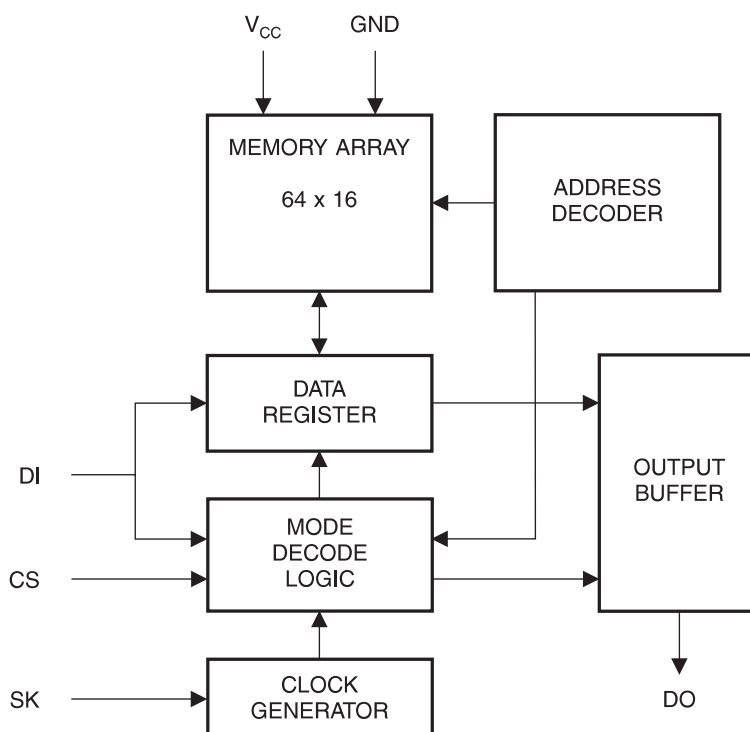 V_CC
GND
MEMORY ARRAY
64 x 16
ADDRESS
DECODER
DATA
REGISTER
DI
OUTPUT
BUFFER
MODE
DECODE
LOGIC
CS
SK
CLOCK
GENERATOR
DO